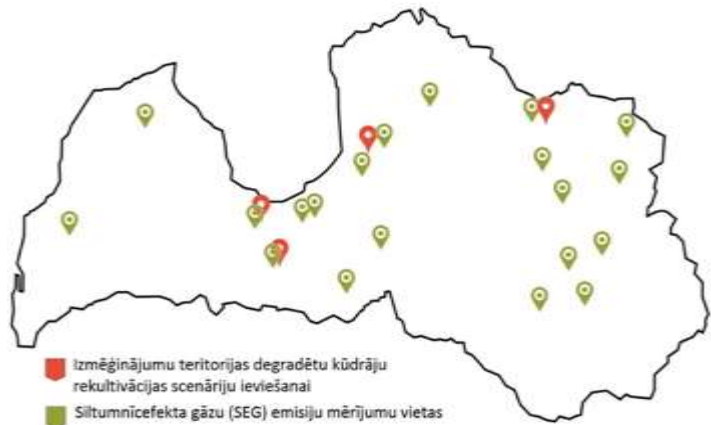 Izmēģinājumu teritorijas degradētu kūdrāju
rekultivācijas scenāriju ieviešanai
Siltumnīcefekta gāzu (SEG) emisiju mērījumu vietas